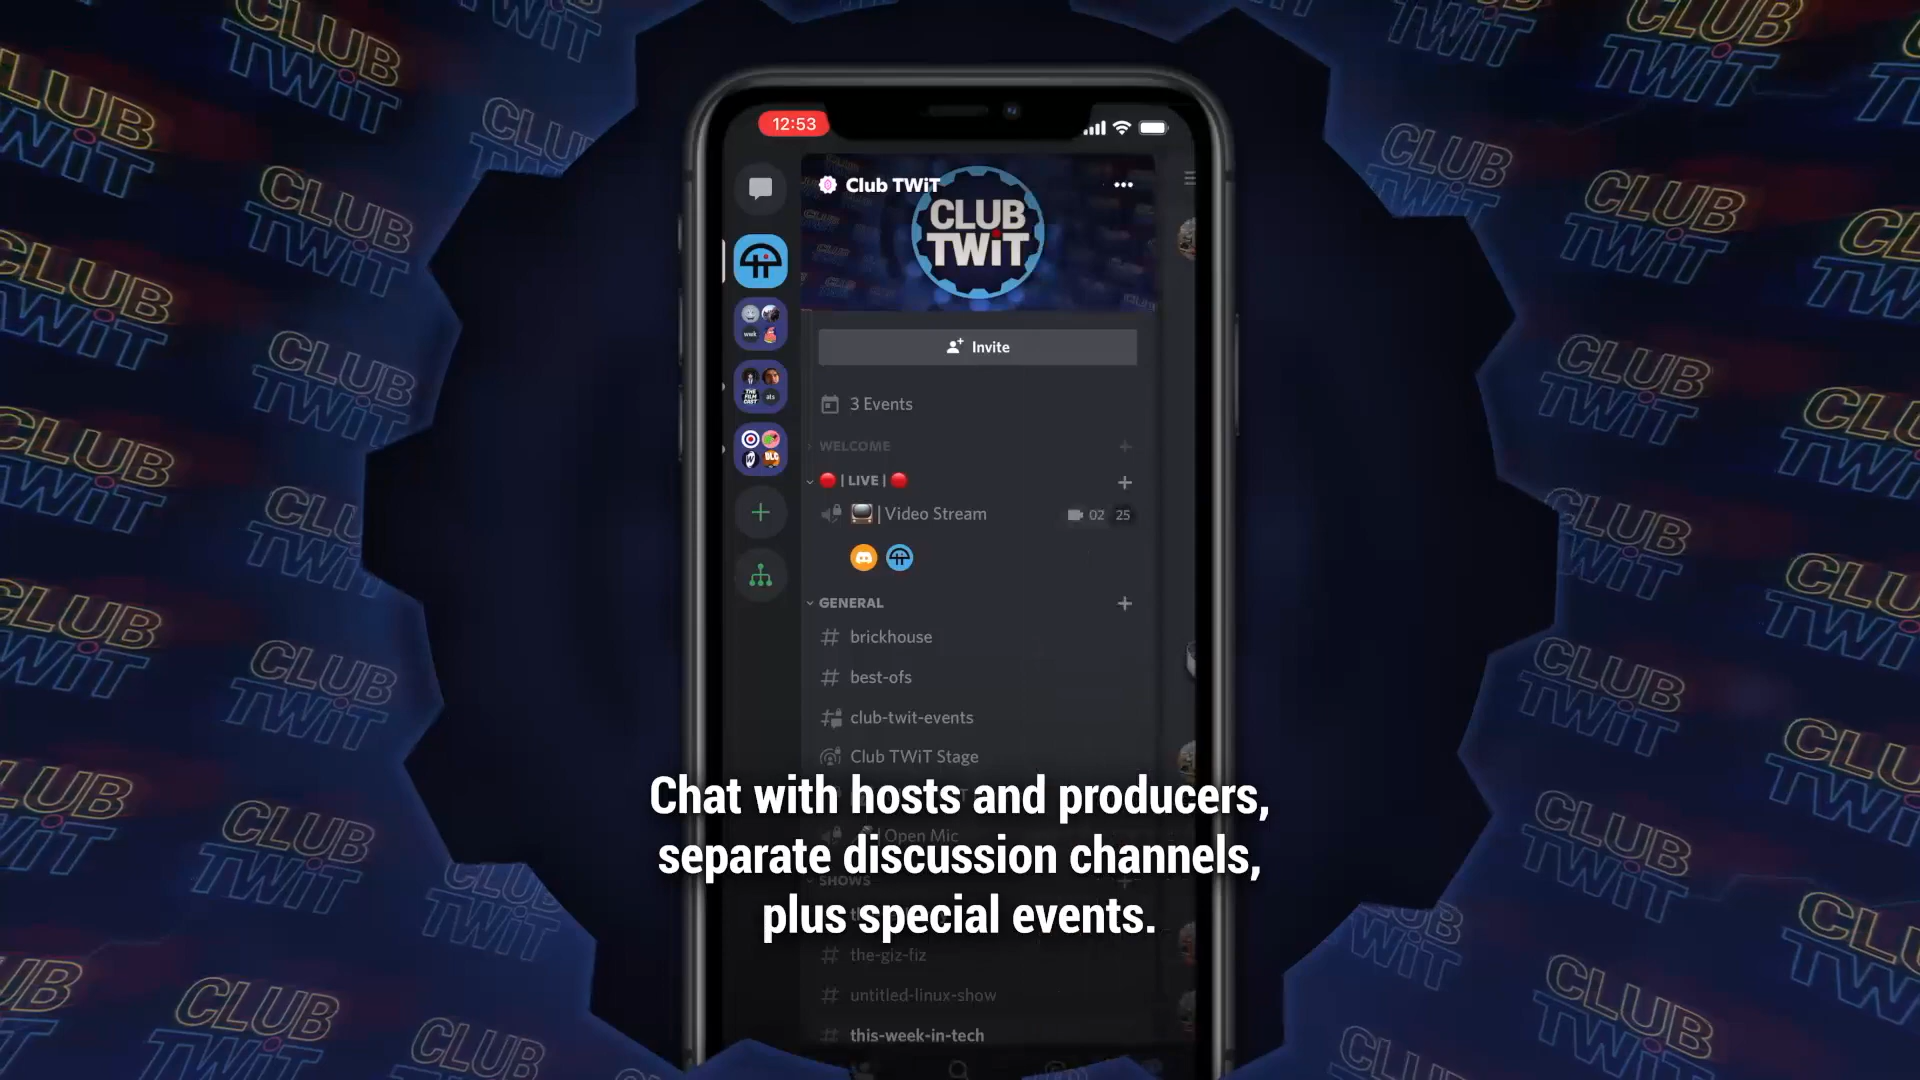 12:53
Club TWiT
CLUB
TWiT
Invite
3 Events
WELCOME
| LIVE |
| Video Stream
02 25
GENERAL
brickhouse
best-ofs
club-twit-events
Club TWiT Stage
| Open Mic
SHOWS
the-giz-fiz
untitled-linux-show
this-week-in-tech
Chat with hosts and producers,
separate discussion channels,
plus special events.
CLUB
TWiT